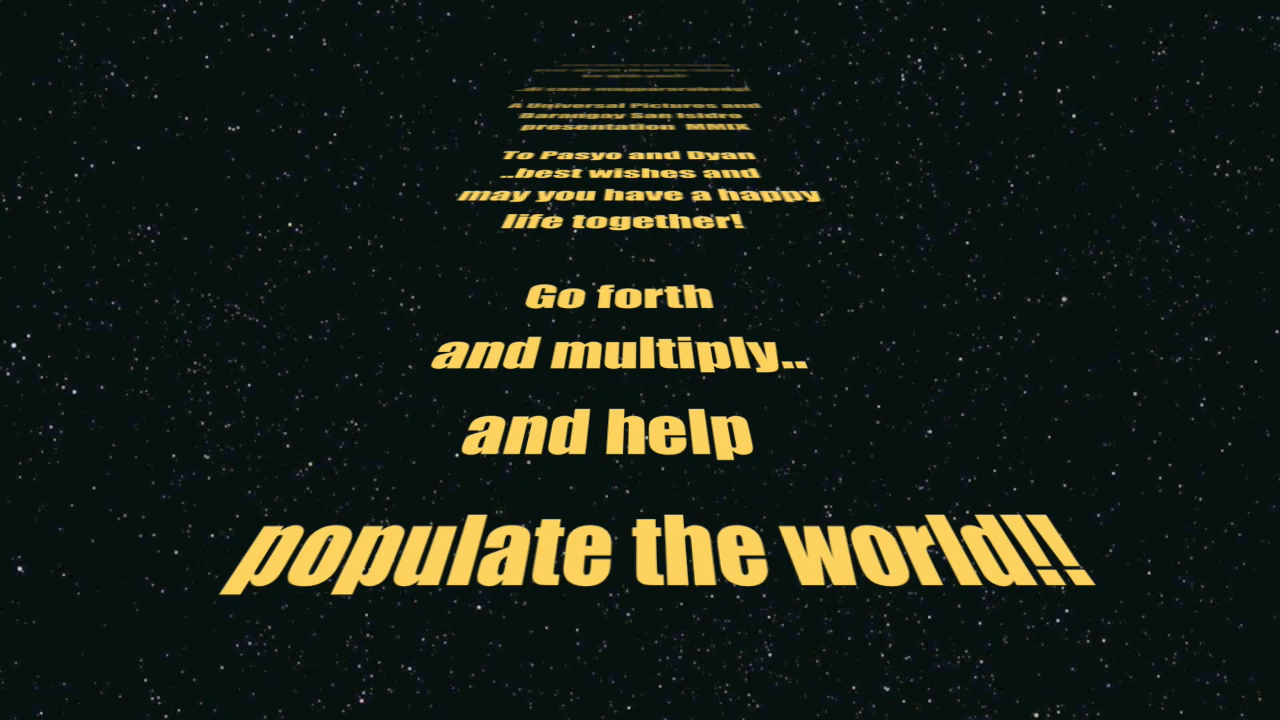 A Universal Pictures and
Barangay San Isidro
presentation MMIX
To Pasyo and Dyan
..best wishes and
may you have a happy
life together!
Go forth
and multiply..
and help
populate the world!!